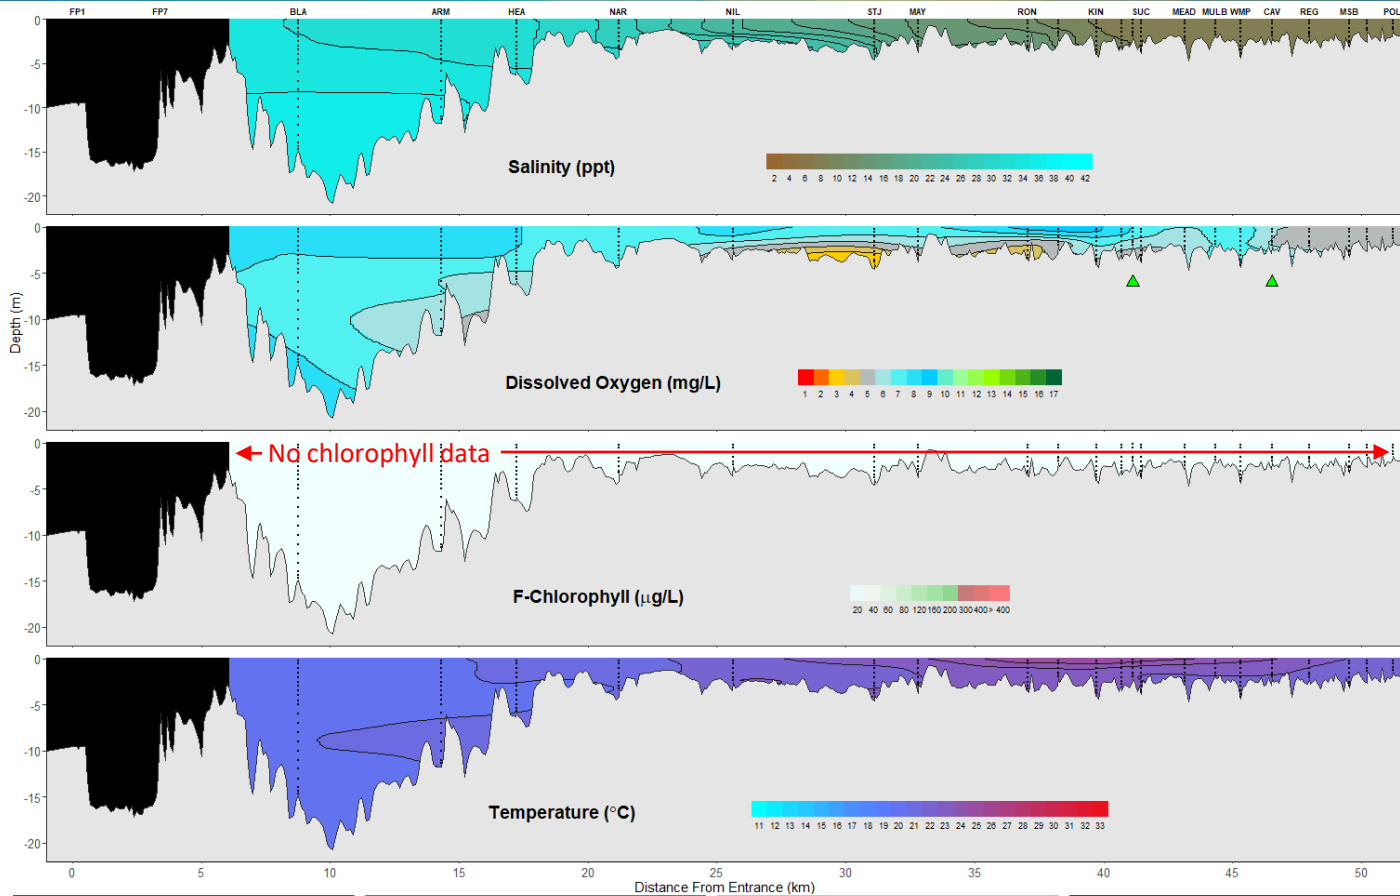 FP1 FP7 BLA ARM HEA NAR NIL STJ MAY RON KIN SUC MEAD MULB WMP CAV REG MSB POL
0
-5
-10
-15
-20
Salinity (ppt)
2 4 6 8 10 12 14 16 18 20 22 24 26 28 30 32 34 36 38 40 42
0
-5
-10
-15
-20
Depth (m)
Dissolved Oxygen (mg/L)
1 2 3 4 5 6 7 8 9 10 11 12 13 14 15 16 17
0
-5
-10
-15
-20
No chlorophyll data
F-Chlorophyll (μg/L)
20 40 60 80 120 160 200 300 400 > 400
0
-5
-10
-15
-20
Temperature (°C)
11 12 13 14 15 16 17 18 19 20 21 22 23 24 25 26 27 28 29 30 31 32 33
0 5 10 15 20 25 30 35 40 45 50
Distance From Entrance (km)